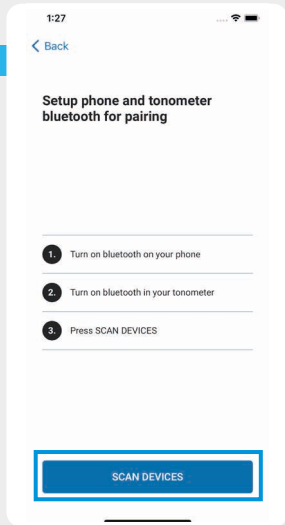 1:27
Back
Setup phone and tonometer
bluetooth for pairing
1. Turn on bluetooth on your phone
2. Turn on bluetooth in your tonometer
3. Press SCAN DEVICES
SCAN DEVICES